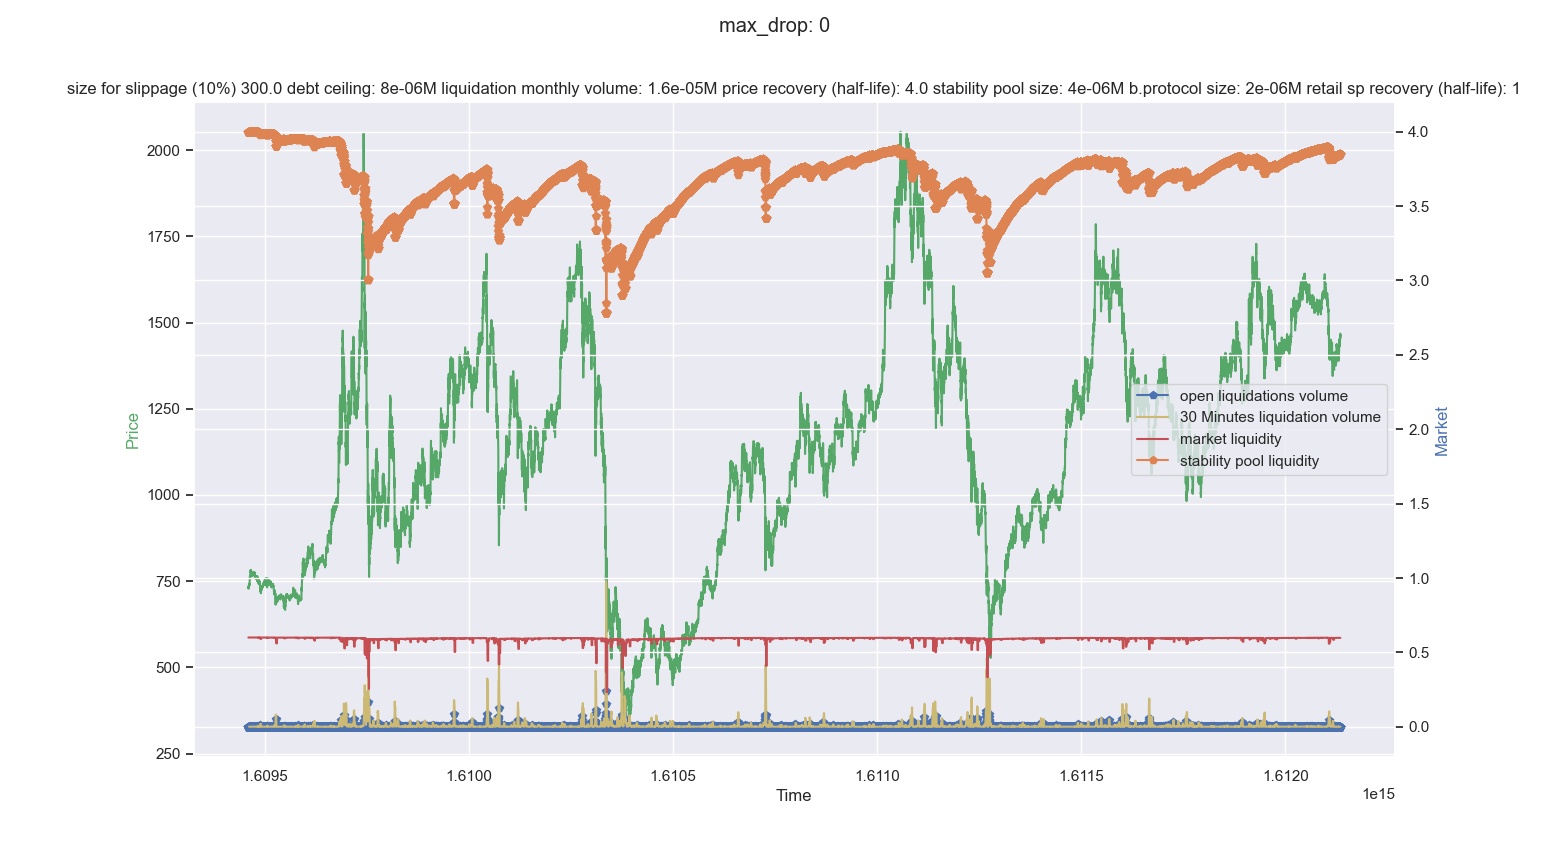 max_drop: 0
size for slippage (10%) 300.0 debt ceiling: 8e-06M liquidation monthly volume: 1.6e-05M price recovery (half-life): 4.0 stability pool size: 4e-06M b.protocol size: 2e-06M retail sp recovery (half-life): 1
2000
1750
1500
1250
1000
750
500
250
Price
4.0
3.5
3.0
2.5
2.0
1.5
1.0
0.5
0.0
Market
open liquidations volume
30 Minutes liquidation volume
market liquidity
stability pool liquidity
1.6095
1.6100
1.6105
1.6110
1.6115
1.6120
1e15
Time